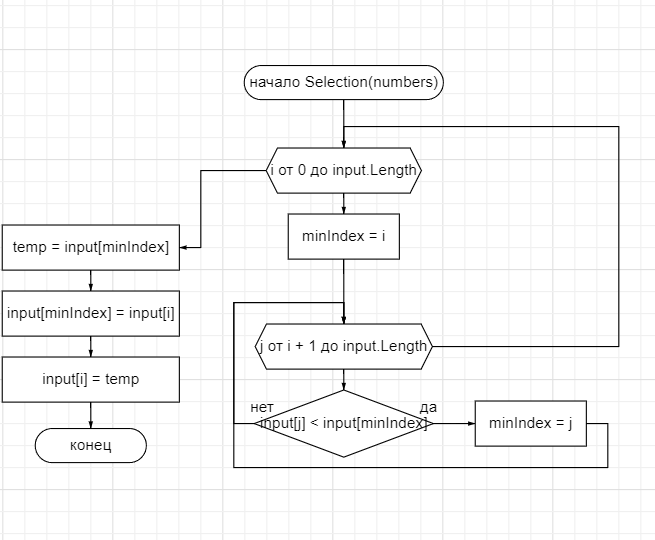 начало Selection(numbers)
i от 0 до input.Length
minIndex = i
j от i + 1 до input.Length
нет
да
input[j] < input[minIndex]
minIndex = j
temp = input[minIndex]
input[minIndex] = input[i]
input[i] = temp
конец